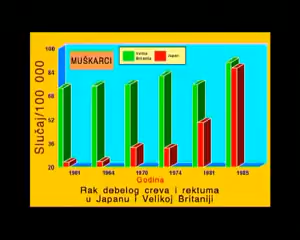 MUŠKARCI
Velika Britanija
Japan
Slučaj/100 000
100
84
68
52
36
20
1961
1964
1970
1974
1981
1985
Godina
Rak debelog creva i rektuma
u Japanu i Velikoj Britaniji